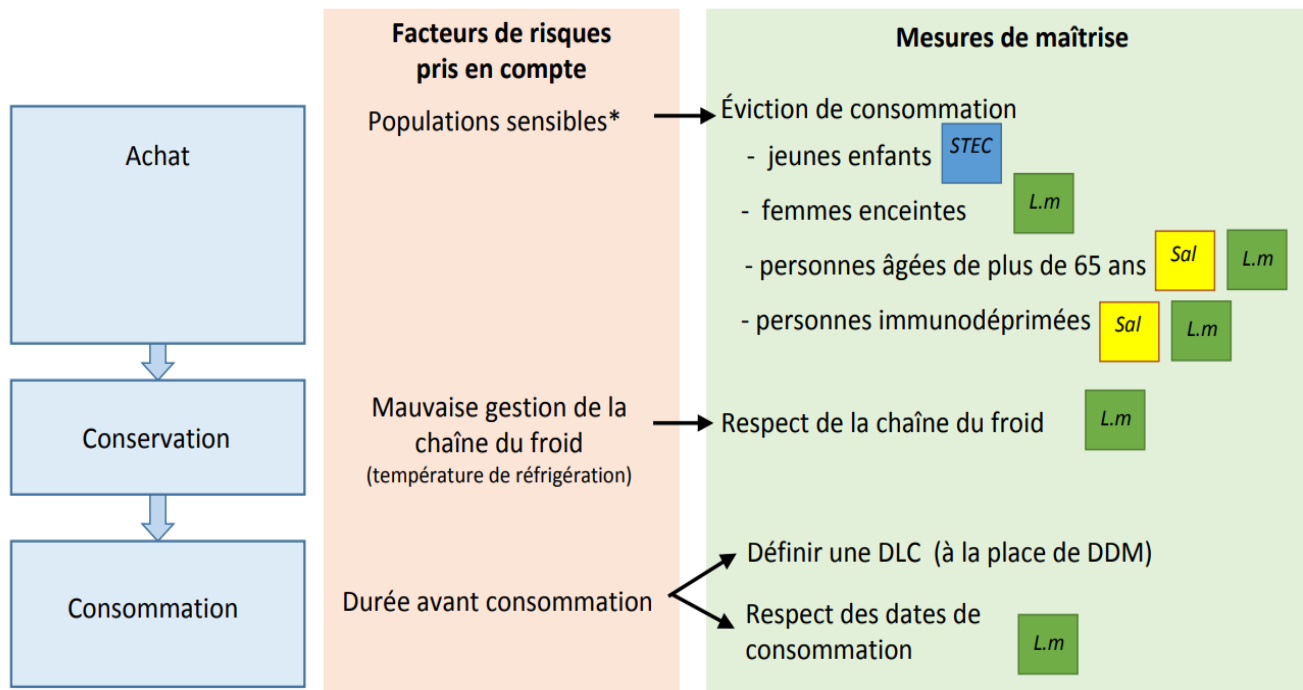 Facteurs de risques
pris en compte
Mesures de maîtrise
Achat
Populations sensibles*
Éviction de consommation
- jeunes enfants STEC
- femmes enceintes L.m
- personnes âgées de plus de 65 ans Sal L.m
- personnes immunodéprimées Sal L.m
Conservation
Mauvaise gestion de la
chaîne du froid
(température de réfrigération)
Respect de la chaîne du froid L.m
Consommation
Durée avant consommation
Définir une DLC (à la place de DDM)
Respect des dates de
consommation L.m